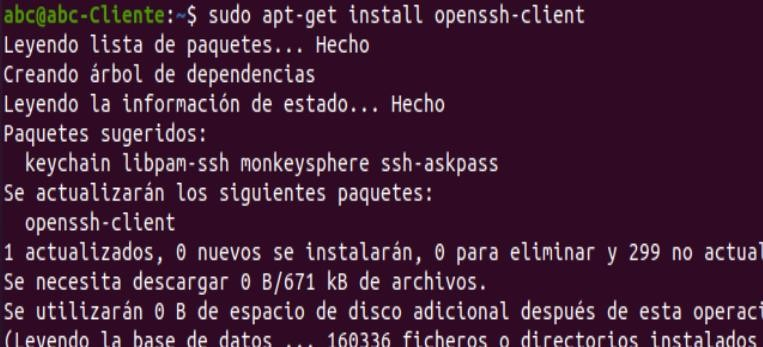 abc@abc-Cliente:~$ sudo apt-get install openssh-client
Leyendo lista de paquetes... Hecho
Creando árbol de dependencias
Leyendo la información de estado... Hecho
Paquetes sugeridos:
  keychain libpam-ssh monkeysphere ssh-askpass
Se actualizarán los siguientes paquetes:
  openssh-client
1 actualizados, 0 nuevos se instalarán, 0 para eliminar y 299 no actual
Se necesita descargar 0 B/671 kB de archivos.
Se utilizarán 0 B de espacio de disco adicional después de esta operaci
(Leyendo la base de datos ... 160336 ficheros o directorios instalados